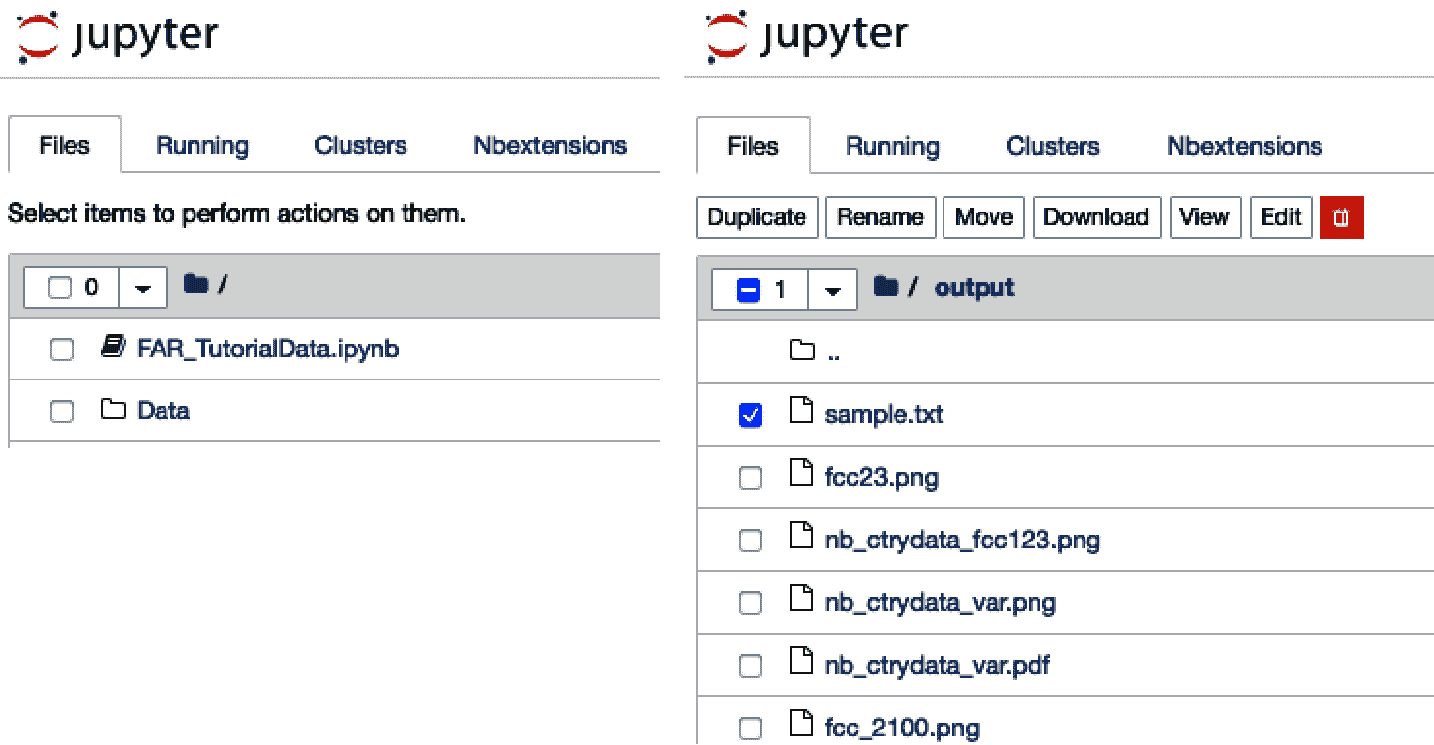 jupyter
Files Running Clusters Nbextensions
Select items to perform actions on them.
0 /
FAR_TutorialData.ipynb
Data
jupyter
Files Running Clusters Nbextensions
Duplicate Rename Move Download View Edit
1 / output
..
sample.txt
fcc23.png
nb_ctrydata_fcc123.png
nb_ctrydata_var.png
nb_ctrydata_var.pdf
fcc_2100.png